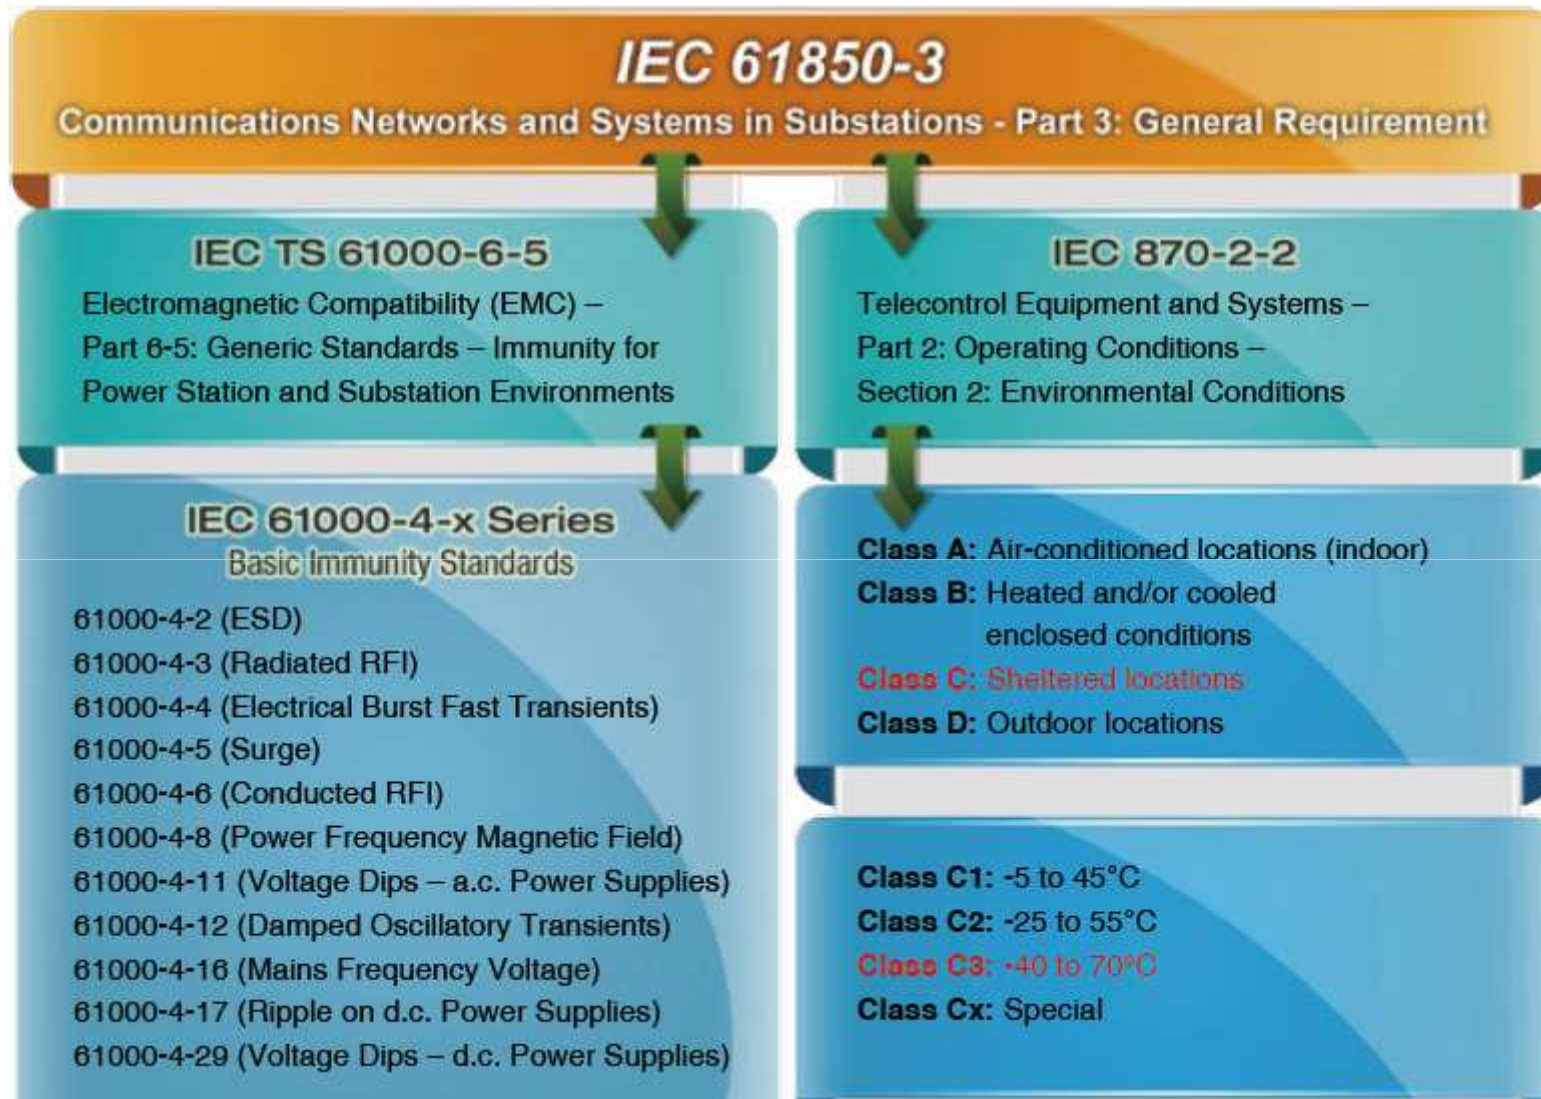 IEC 61850-3
Communications Networks and Systems in Substations - Part 3: General Requirement
IEC TS 61000-6-5
Electromagnetic Compatibility (EMC) –
Part 6-5: Generic Standards – Immunity for
Power Station and Substation Environments
IEC 61000-4-x Series
Basic Immunity Standards
61000-4-2 (ESD)
61000-4-3 (Radiated RFI)
61000-4-4 (Electrical Burst Fast Transients)
61000-4-5 (Surge)
61000-4-6 (Conducted RFI)
61000-4-8 (Power Frequency Magnetic Field)
61000-4-11 (Voltage Dips – a.c. Power Supplies)
61000-4-12 (Damped Oscillatory Transients)
61000-4-16 (Mains Frequency Voltage)
61000-4-17 (Ripple on d.c. Power Supplies)
61000-4-29 (Voltage Dips – d.c. Power Supplies)
IEC 870-2-2
Telecontrol Equipment and Systems –
Part 2: Operating Conditions –
Section 2: Environmental Conditions
Class A: Air-conditioned locations (indoor)
Class B: Heated and/or cooled
enclosed conditions
Class C: Sheltered locations
Class D: Outdoor locations
Class C1: -5 to 45°C
Class C2: -25 to 55°C
Class C3: -40 to 70°C
Class Cx: Special